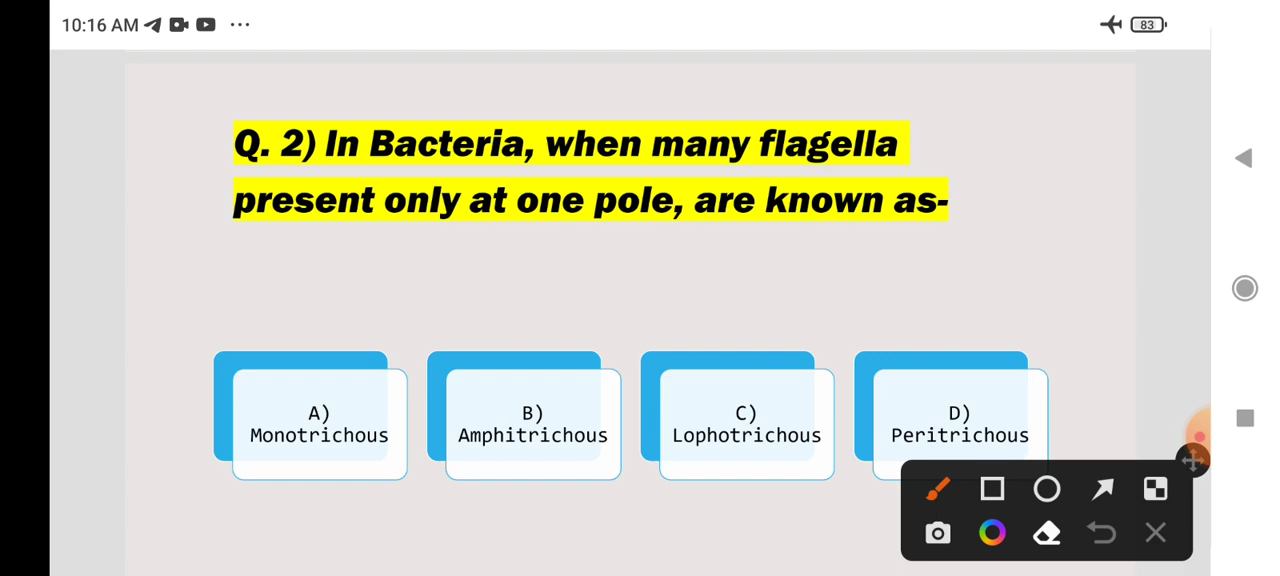 10:16 AM
83
Q. 2) In Bacteria, when many flagella
present only at one pole, are known as-
A)
Monotrichous
B)
Amphitrichous
C)
Lophotrichous
D)
Peritrichous